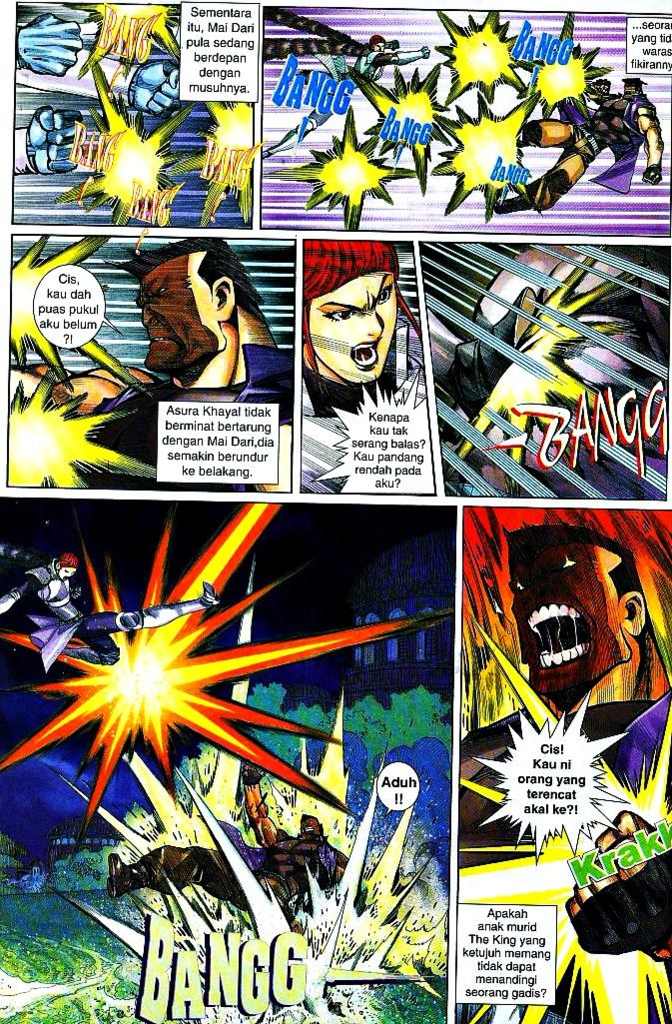 BANG
Sementara
itu, Mai Dari
pula sedang
berdepan
dengan
musuhnya.
BANG
BANG
BANG
BANGG
BANGG
BANGG
BANGG
BANGG
...seora
yang tid
waras
fikirann
Cis,
kau dah
puas pukul
aku belum
?!
Asura Khayal tidak
berminat bertarung
dengan Mai Dari,dia
semakin berundur
ke belakang.
Kenapa
kau tak
serang balas?
Kau pandang
rendah pada
aku?
BANGG
Aduh
!!
BANGG
Cis!
Kau ni
orang yang
terencat
akal ke?!
Krak!
Apakah
anak murid
The King yang
ketujuh memang
tidak dapat
menandingi
seorang gadis?